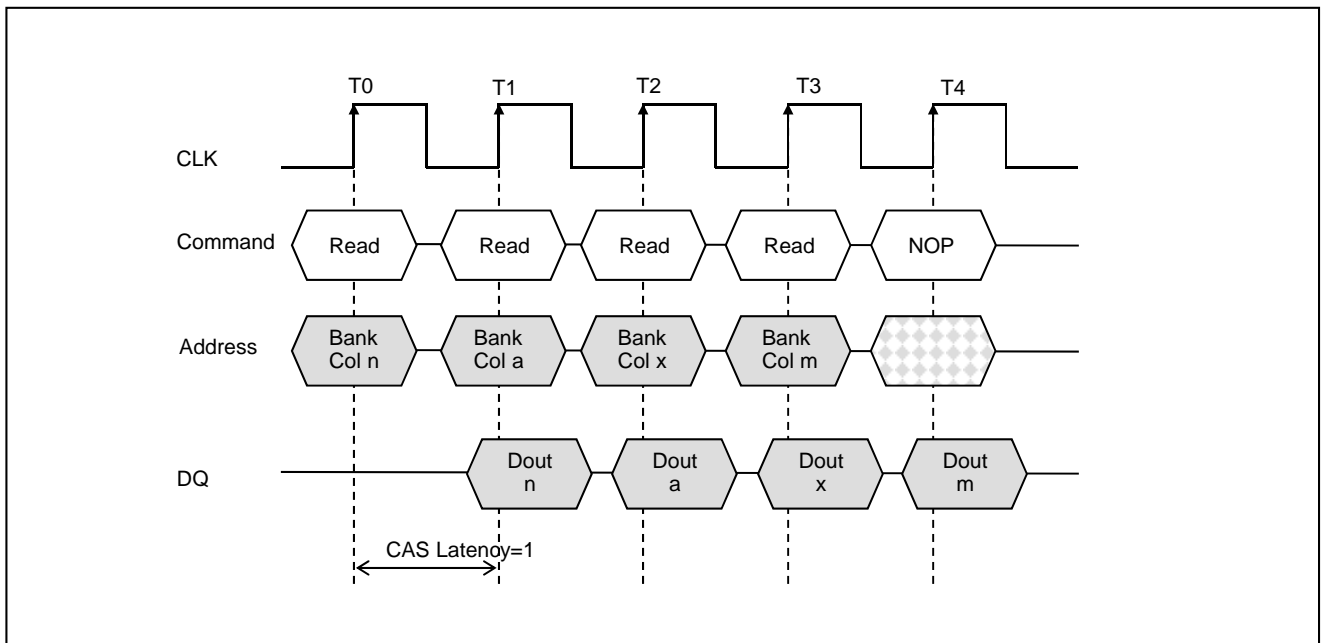 T0 T1 T2 T3 T4
CLK
Command Read Read Read Read NOP
Address
Bank Bank Bank Bank
Col n Col a Col x Col m
DQ
Dout Dout Dout Dout
n a x m
CAS Latency=1